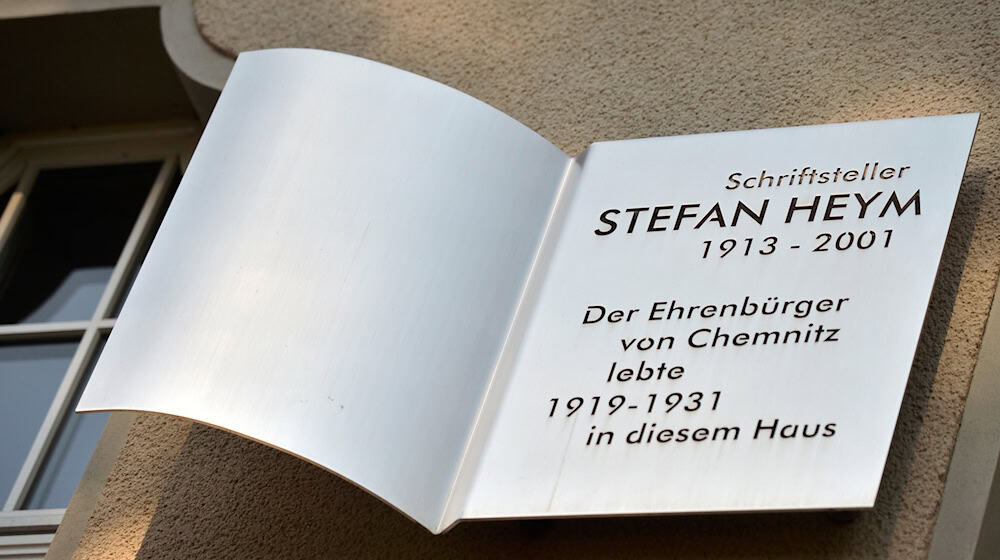 Schriftsteller
STEFAN HEYM
1913 - 2001
Der Ehrenbürger
von Chemnitz
lebte
1919-1931
in diesem Haus